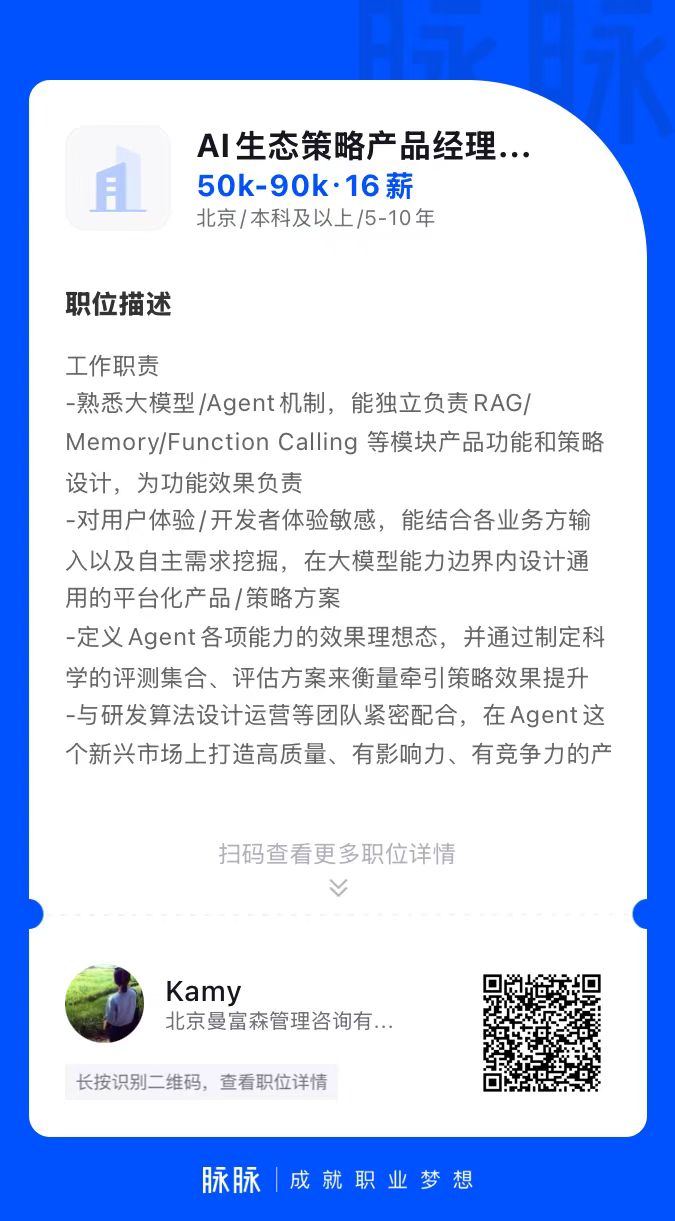 脉脉
AI生态策略产品经理...
50k-90k·16薪
北京/本科及以上/5-10年
职位描述
工作职责
-熟悉大模型/Agent机制，能独立负责RAG/
Memory/Function Calling 等模块产品功能和策略
设计，为功能效果负责
-对用户体验/开发者体验敏感，能结合各业务方输
入以及自主需求挖掘，在大模型能力边界内设计通
用的平台化产品/策略方案
-定义Agent各项能力的效果理想态，并通过制定科
学的评测集合、评估方案来衡量牵引策略效果提升
-与研发算法设计运营等团队紧密配合，在Agent这
个新兴市场上打造高质量、有影响力、有竞争力的产
扫码查看更多职位详情
Kamy
北京曼富森管理咨询有...
长按识别二维码，查看职位详情
脉脉 | 成就职业梦想